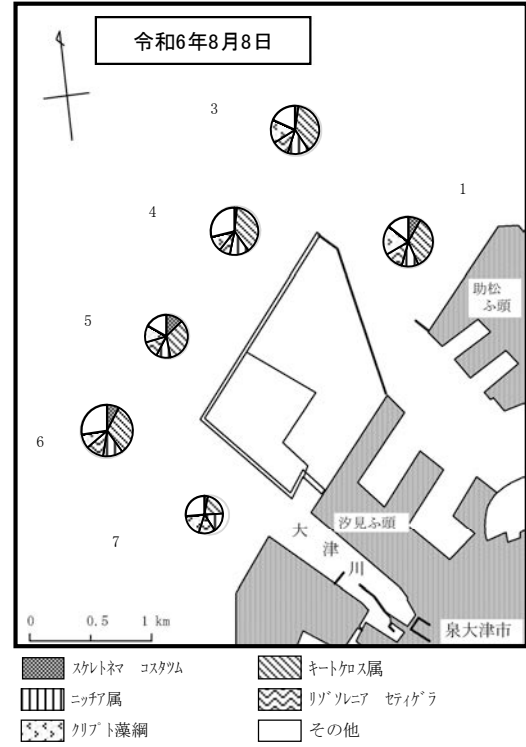 令和6年8月8日
3
1
4
助松
ふ頭
5
6
7
汐見ふ頭
大津川
泉大津市
0 0.5 1 km
スケレトネマ コスタツム
キートケロス属
ニッチア属
リゾソレニア セティゲラ
クリプト藻綱
その他